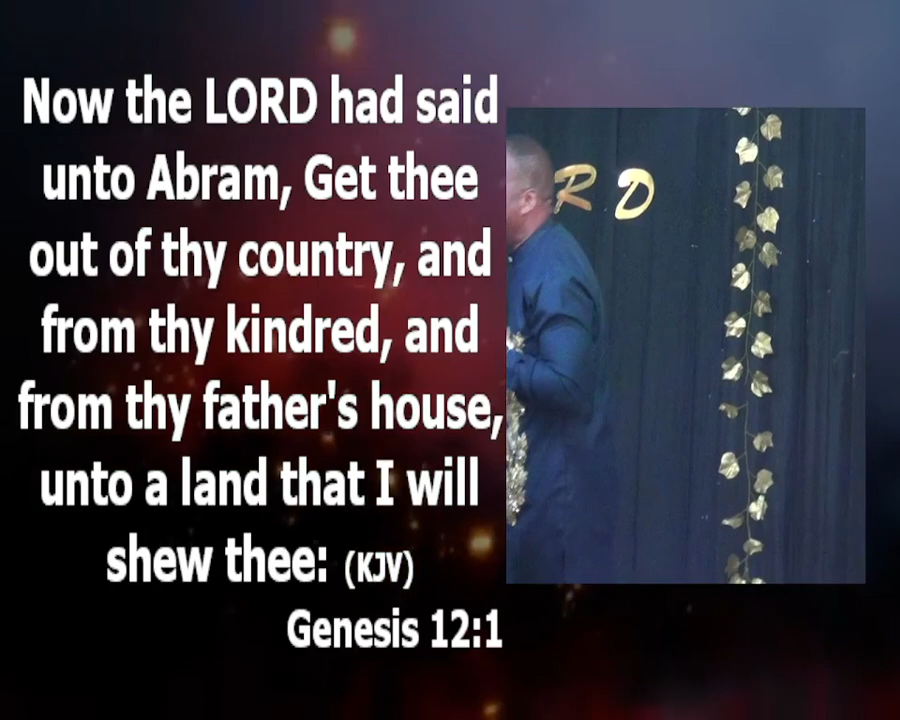 Now the LORD had said
unto Abram, Get thee
out of thy country, and
from thy kindred, and
from thy father's house,
unto a land that I will
shew thee: (KJV)
Genesis 12:1
R D